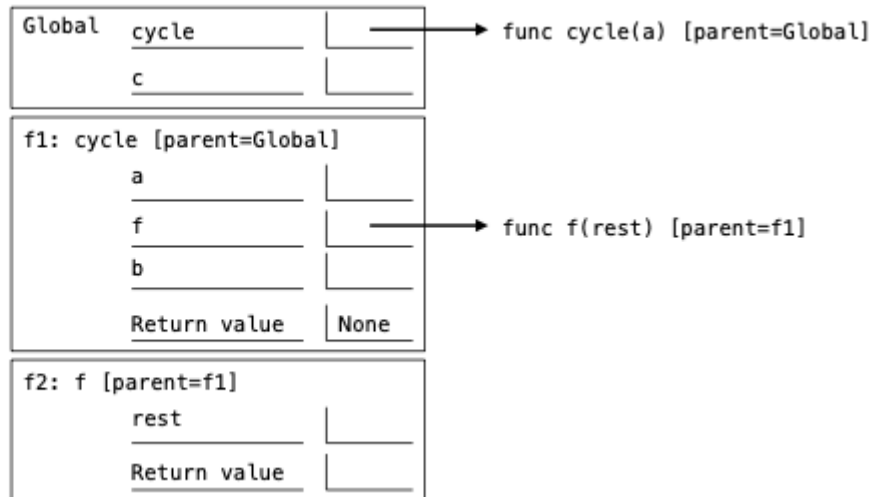 Global cycle func cycle(a) [parent=Global]
c
f1: cycle [parent=Global]
a
f func f(rest) [parent=f1]
b
Return value None
f2: f [parent=f1]
rest
Return value